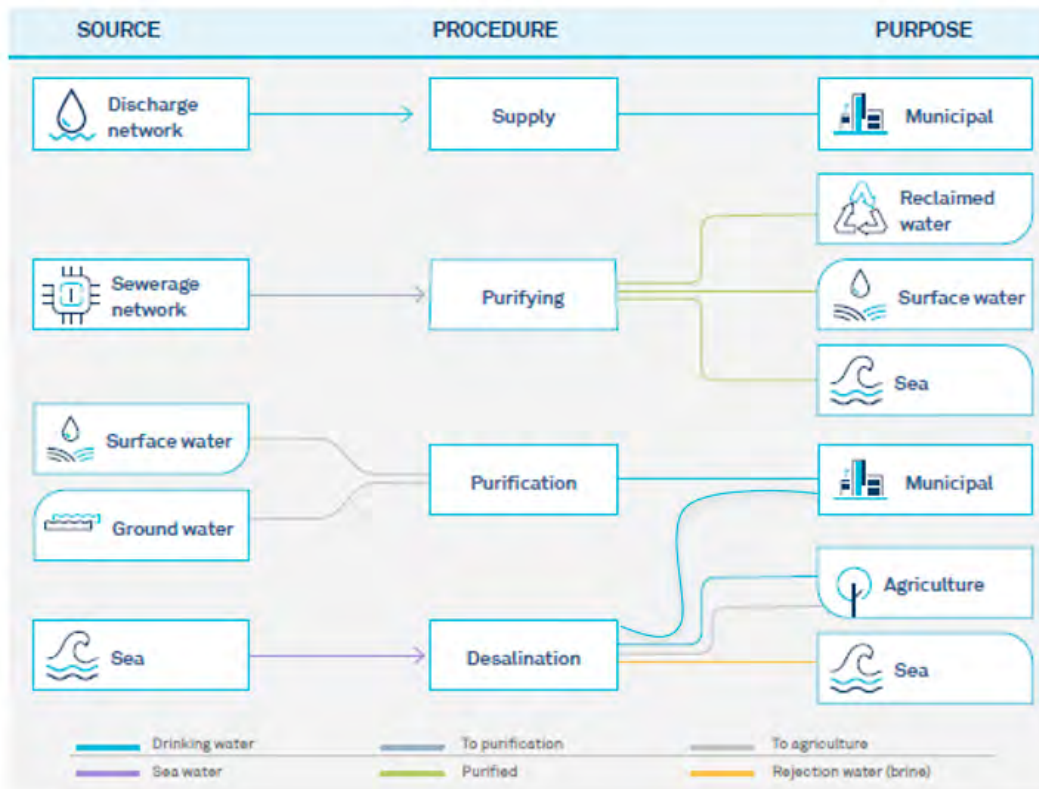 SOURCE PROCEDURE PURPOSE
Discharge
network
Supply
Municipal
Reclaimed
water
Sewerage
network
Purifying
Surface water
Sea
Surface water
Ground water
Purification
Municipal
Agriculture
Sea
Desalination
Sea
Drinking water To purification To agriculture
Sea water Purified Rejection water (brine)